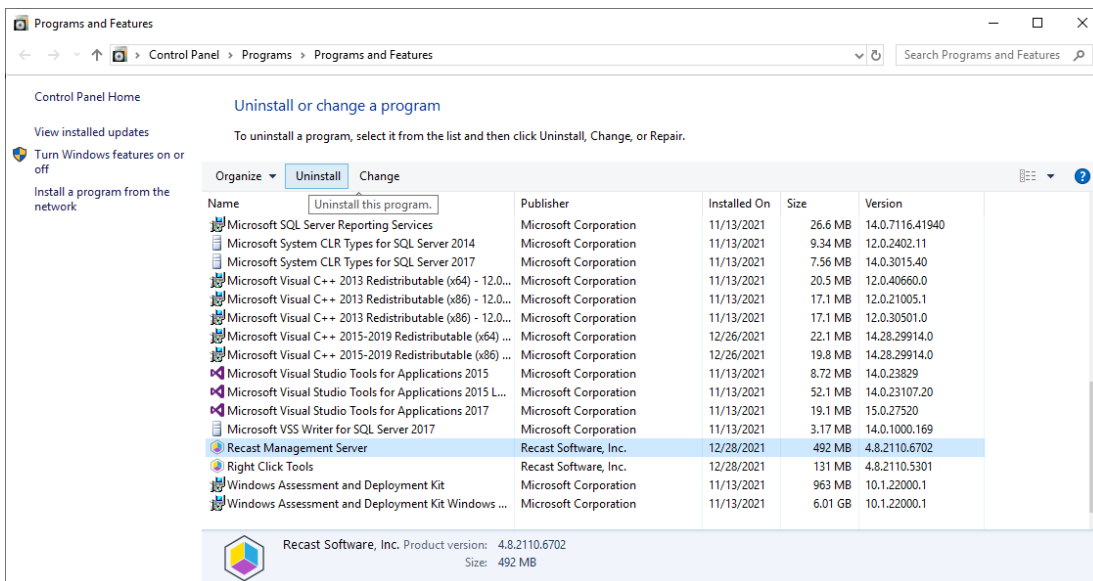 Programs and Features
Control Panel > Programs > Programs and Features
Search Programs and Features
Control Panel Home
View installed updates
Turn Windows features on or
off
Install a program from the
network
Uninstall or change a program
To uninstall a program, select it from the list and then click Uninstall, Change, or Repair.
Organize Uninstall Change
Name Publisher Installed On Size Version
Uninstall this program.
Microsoft SQL Server Reporting Services Microsoft Corporation 11/13/2021 26.6 MB 14.0.7116.41940
Microsoft System CLR Types for SQL Server 2014 Microsoft Corporation 11/13/2021 9.34 MB 12.0.2402.11
Microsoft System CLR Types for SQL Server 2017 Microsoft Corporation 11/13/2021 7.56 MB 14.0.3015.40
Microsoft Visual C++ 2013 Redistributable (x64) - 12.0... Microsoft Corporation 11/13/2021 20.5 MB 12.0.40660.0
Microsoft Visual C++ 2013 Redistributable (x86) - 12.0... Microsoft Corporation 11/13/2021 17.1 MB 12.0.21005.1
Microsoft Visual C++ 2013 Redistributable (x86) - 12.0... Microsoft Corporation 11/13/2021 17.1 MB 12.0.30501.0
Microsoft Visual C++ 2015-2019 Redistributable (x64) ... Microsoft Corporation 12/26/2021 22.1 MB 14.28.29914.0
Microsoft Visual C++ 2015-2019 Redistributable (x86) ... Microsoft Corporation 12/26/2021 19.8 MB 14.28.29914.0
Microsoft Visual Studio Tools for Applications 2015 Microsoft Corporation 11/13/2021 8.72 MB 14.0.23829
Microsoft Visual Studio Tools for Applications 2015 L... Microsoft Corporation 11/13/2021 52.1 MB 14.0.23107.20
Microsoft Visual Studio Tools for Applications 2017 Microsoft Corporation 11/13/2021 19.1 MB 15.0.27520
Microsoft VSS Writer for SQL Server 2017 Microsoft Corporation 11/13/2021 3.17 MB 14.0.1000.169
Recast Management Server Recast Software, Inc. 12/28/2021 492 MB 4.8.2110.6702
Right Click Tools Recast Software, Inc. 12/28/2021 131 MB 4.8.2110.5301
Windows Assessment and Deployment Kit Microsoft Corporation 11/13/2021 963 MB 10.1.22000.1
Windows Assessment and Deployment Kit Windows ... Microsoft Corporation 11/13/2021 6.01 GB 10.1.22000.1
Recast Software, Inc. Product version: 4.8.2110.6702
Size: 492 MB